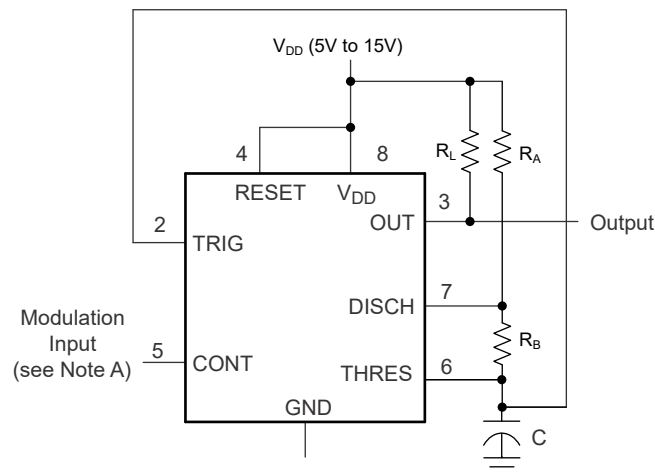 V_DD (5V to 15V)
4
8
R_L
R_A
RESET
V_DD
3
2
OUT
Output
TRIG
7
DISCH
Modulation
Input
(see Note A)
5
CONT
R_B
6
THRES
GND
C